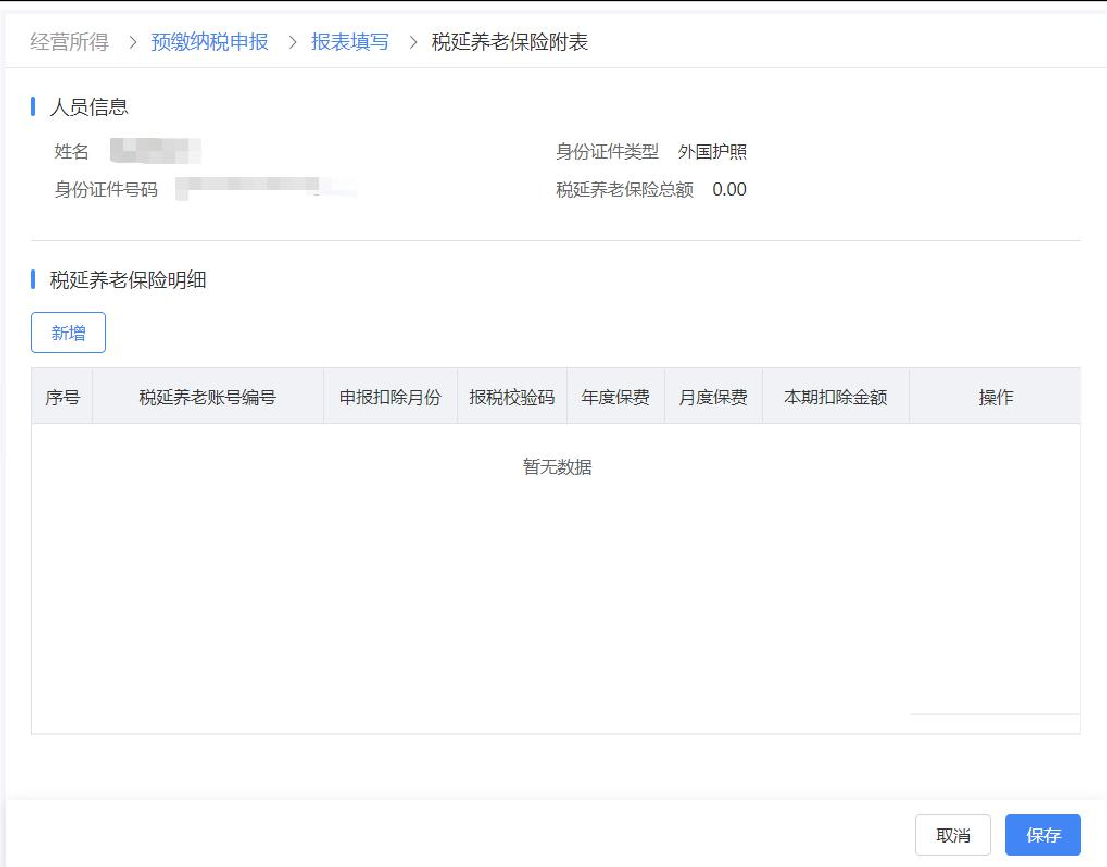 经营所得 > 预缴纳税申报 > 报表填写 > 税延养老保险附表
人员信息
姓名 身份证件类型 外国护照
身份证件号码 税延养老保险总额 0.00
税延养老保险明细
新增
序号 税延养老账号编号 申报扣除月份 报税校验码 年度保费 月度保费 本期扣除金额 操作
暂无数据
取消 保存